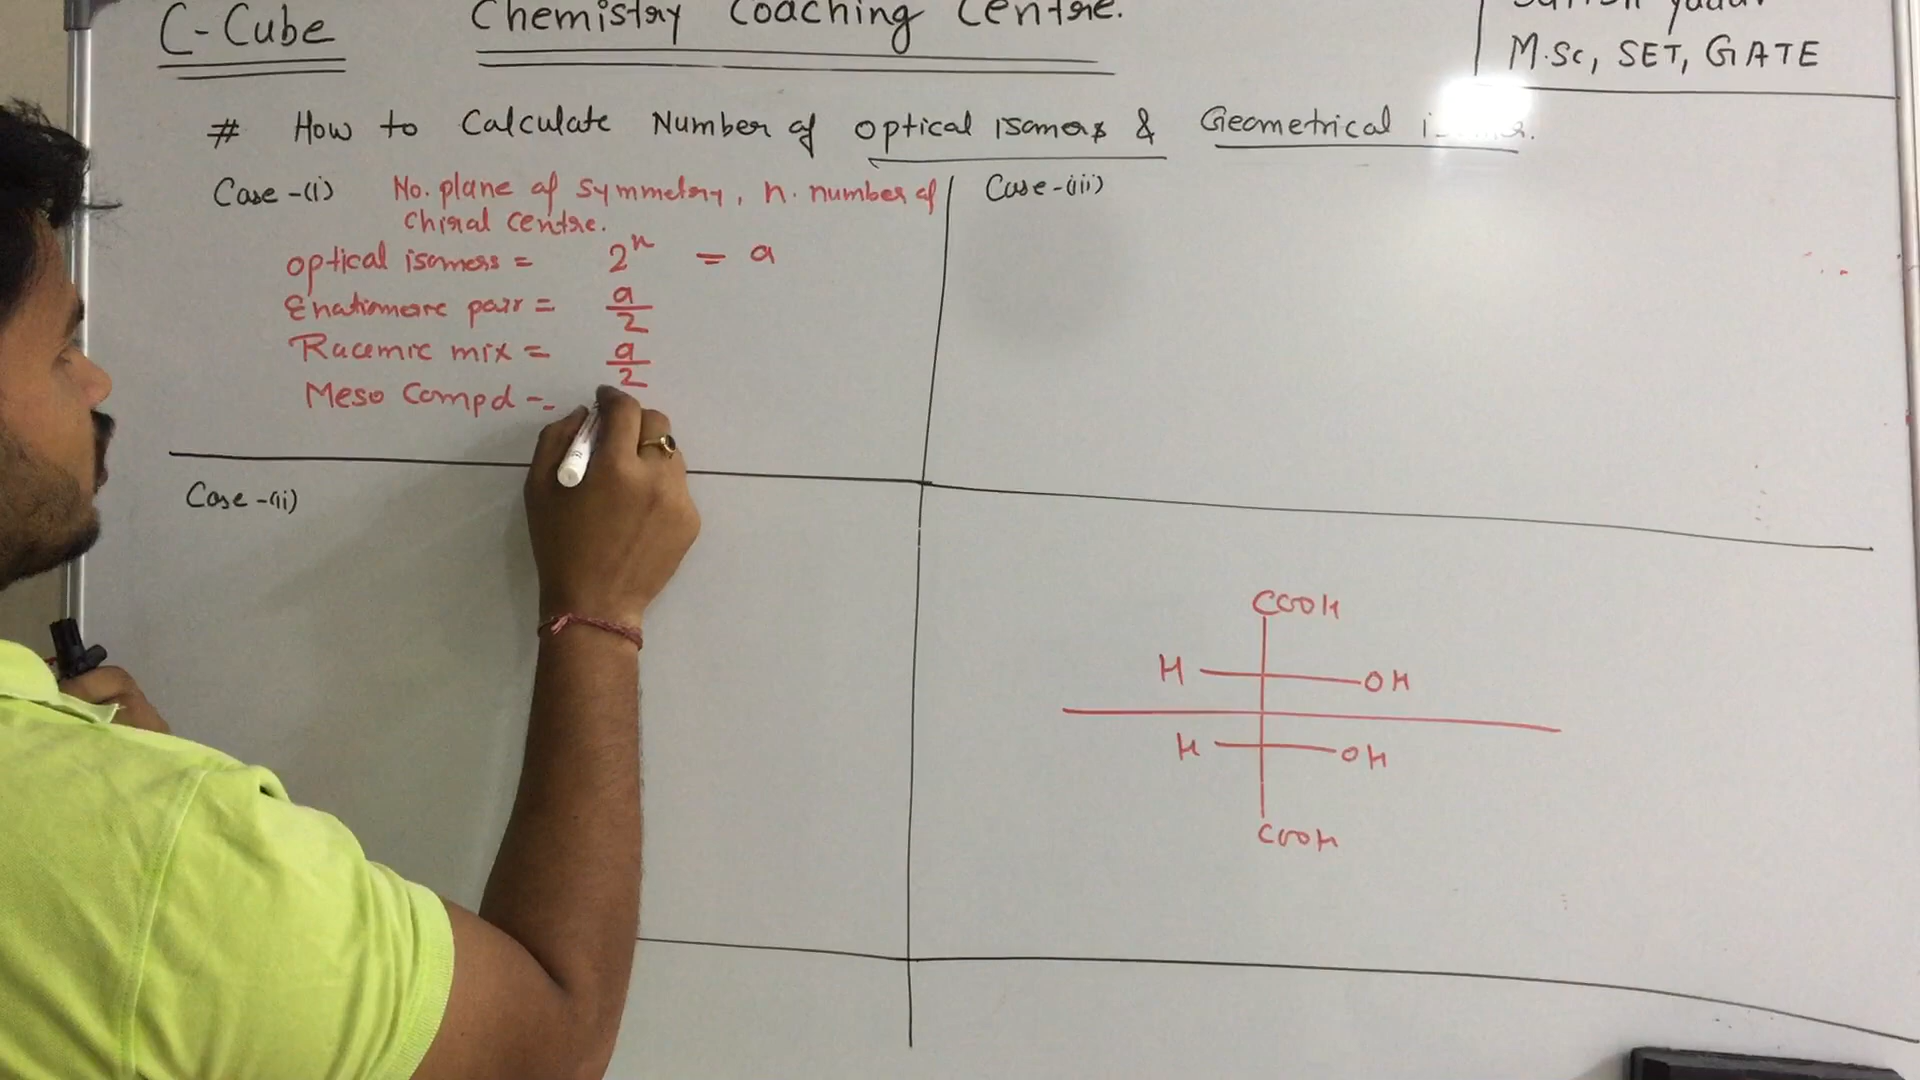 C-Cube Chemistry Coaching Centre.
M.Sc, SET, GATE
# How to Calculate Number of optical isomers & Geometrical
Case-(i) No. plane of symmetry, n. number of
chiral centre.
optical isomers = 2ⁿ = a
Enationmere pair = a/2
Racemic mix = a/2
Meso Compd =
Case-(ii)
Case-(iii)
COOH
H OH
H OH
COOH